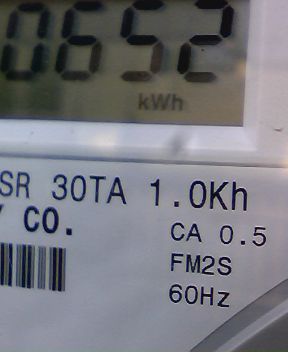 0652
kWh
SR 30TA 1.0Kh
Y CO.
CA 0.5
FM2S
60Hz